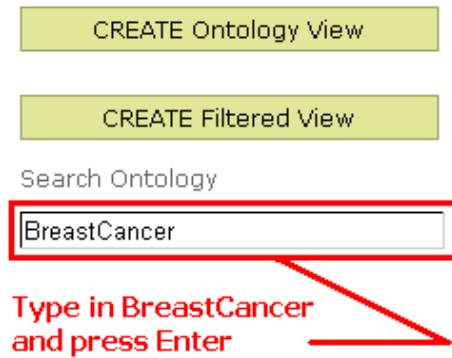 CREATE Ontology View
CREATE Filtered View
Search Ontology
BreastCancer
Type in BreastCancer
and press Enter